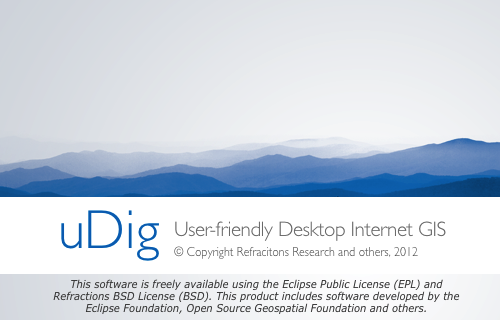 uDig
User-friendly Desktop Internet GIS
© Copyright Refracitons Research and others, 2012
This software is freely available using the Eclipse Public License (EPL) and
Refractions BSD License (BSD). This product includes software developed by the
Eclipse Foundation, Open Source Geospatial Foundation and others.